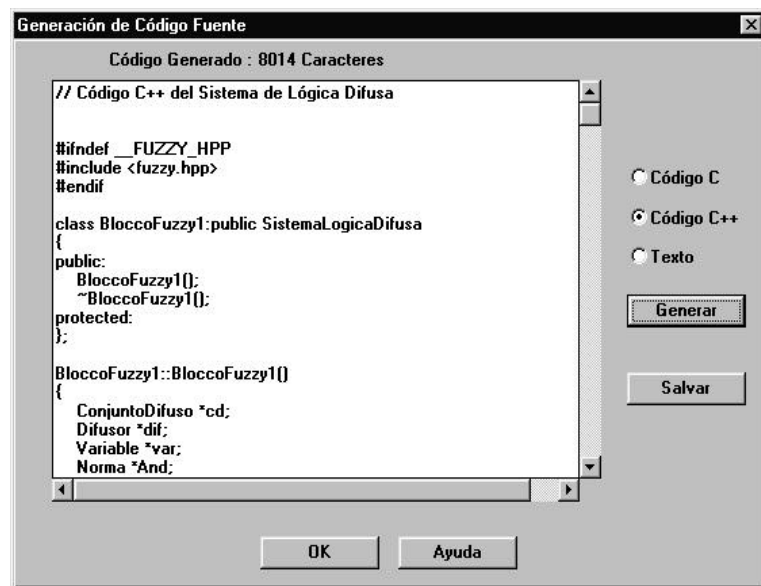 Generación de Código Fuente
Código Generado : 8014 Caracteres
// Código C++ del Sistema de Lógica Difusa
#ifndef __FUZZY_HPP
#include <fuzzy.hpp>
#endif
class BloccoFuzzy1:public SistemaLogicaDifusa
{
public:
BloccoFuzzy1();
~BloccoFuzzy1();
protected:
};
BloccoFuzzy1::BloccoFuzzy1()
{
ConjuntoDifuso *cd;
Difusor *dif;
Variable *var;
Norma *And;
Código C
Código C++
Texto
Generar
Salvar
OK
Ayuda